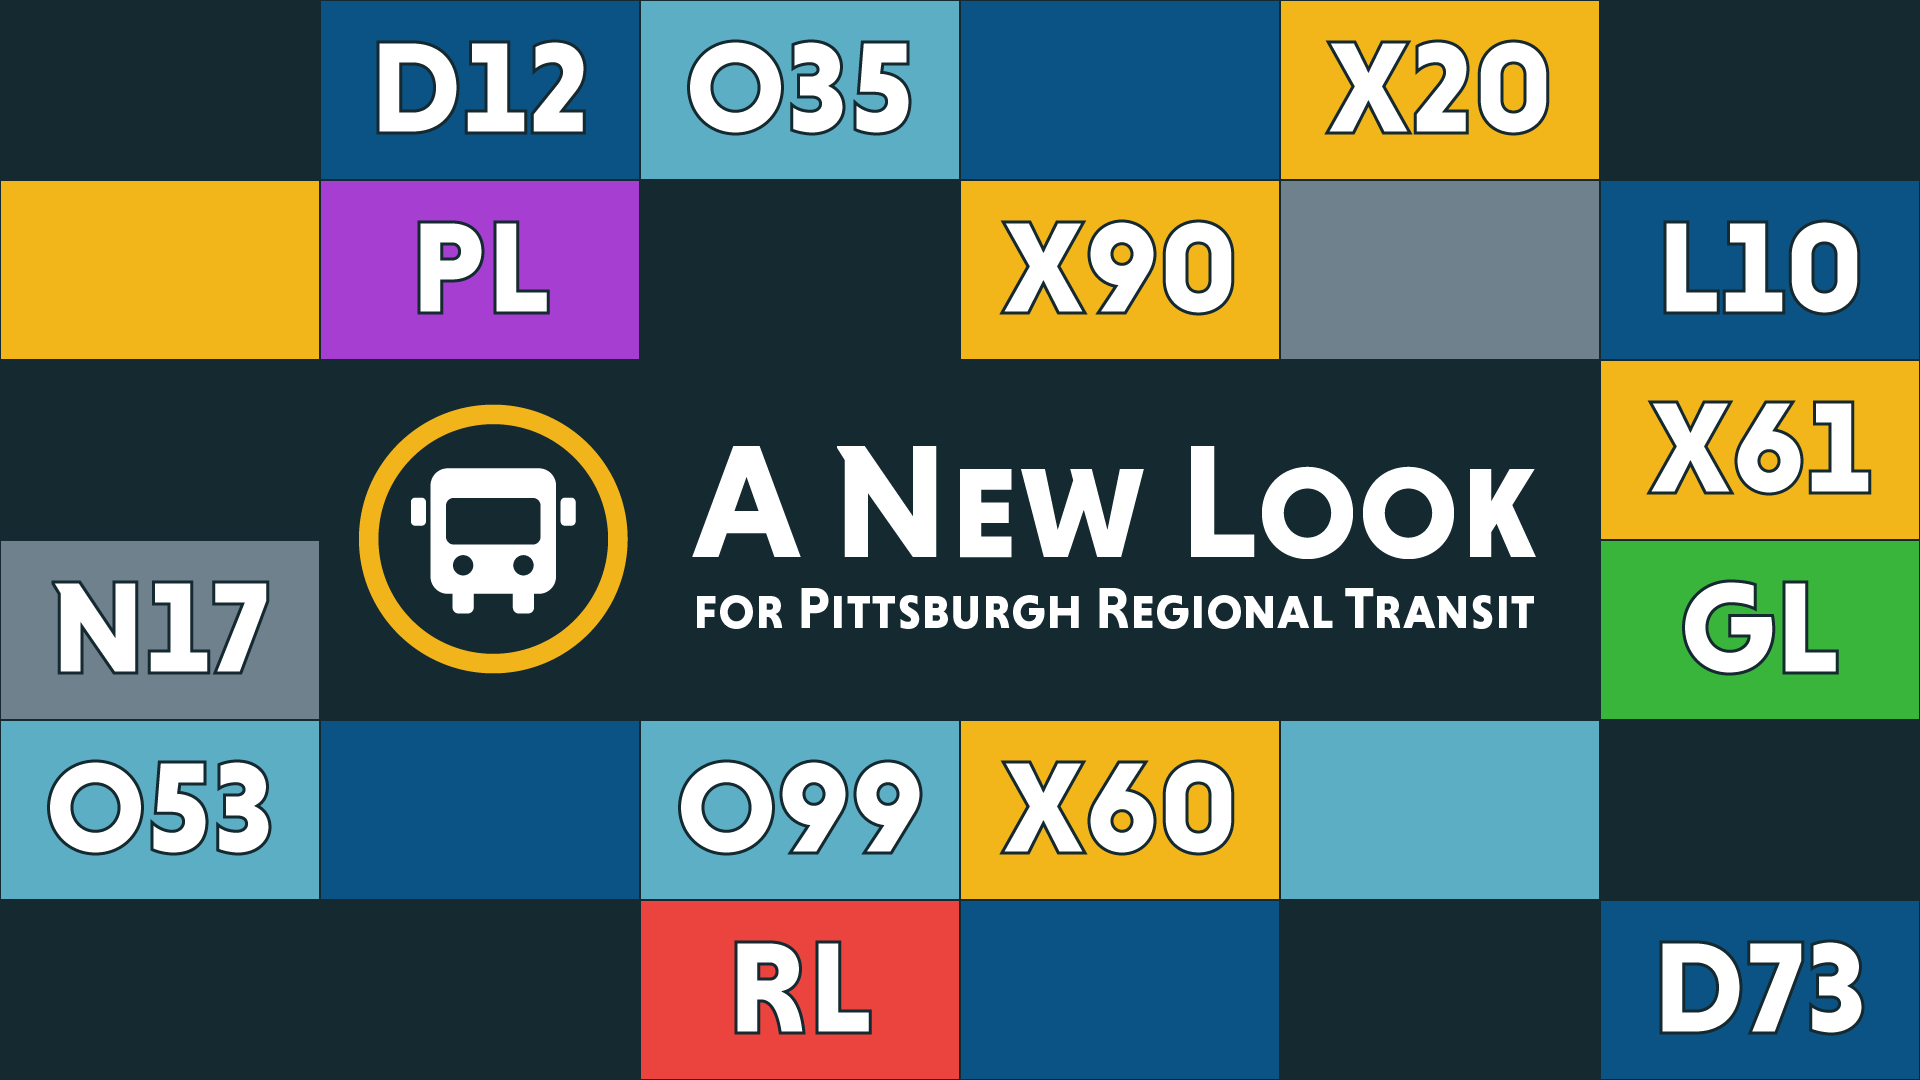 D12
O35
X20
PL
X90
L10
X61
A New Look
for Pittsburgh Regional Transit
N17
GL
O53
O99
X60
RL
D73